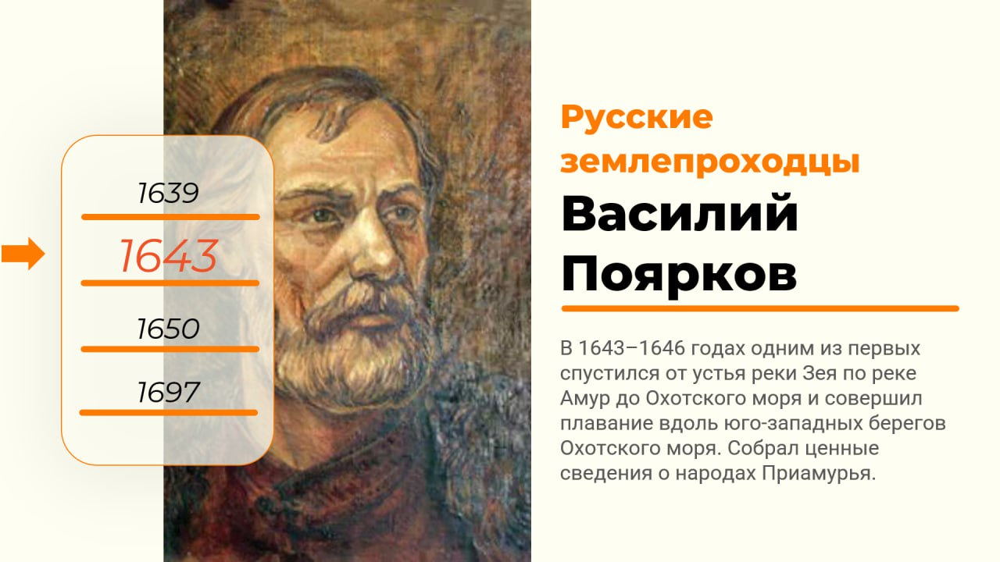 1639
1643
1650
1697
Русские
землепроходцы
Василий
Поярков
В 1643–1646 годах одним из первых
спустился от устья реки Зея по реке
Амур до Охотского моря и совершил
плавание вдоль юго-западных берегов
Охотского моря. Собрал ценные
сведения о народах Приамурья.